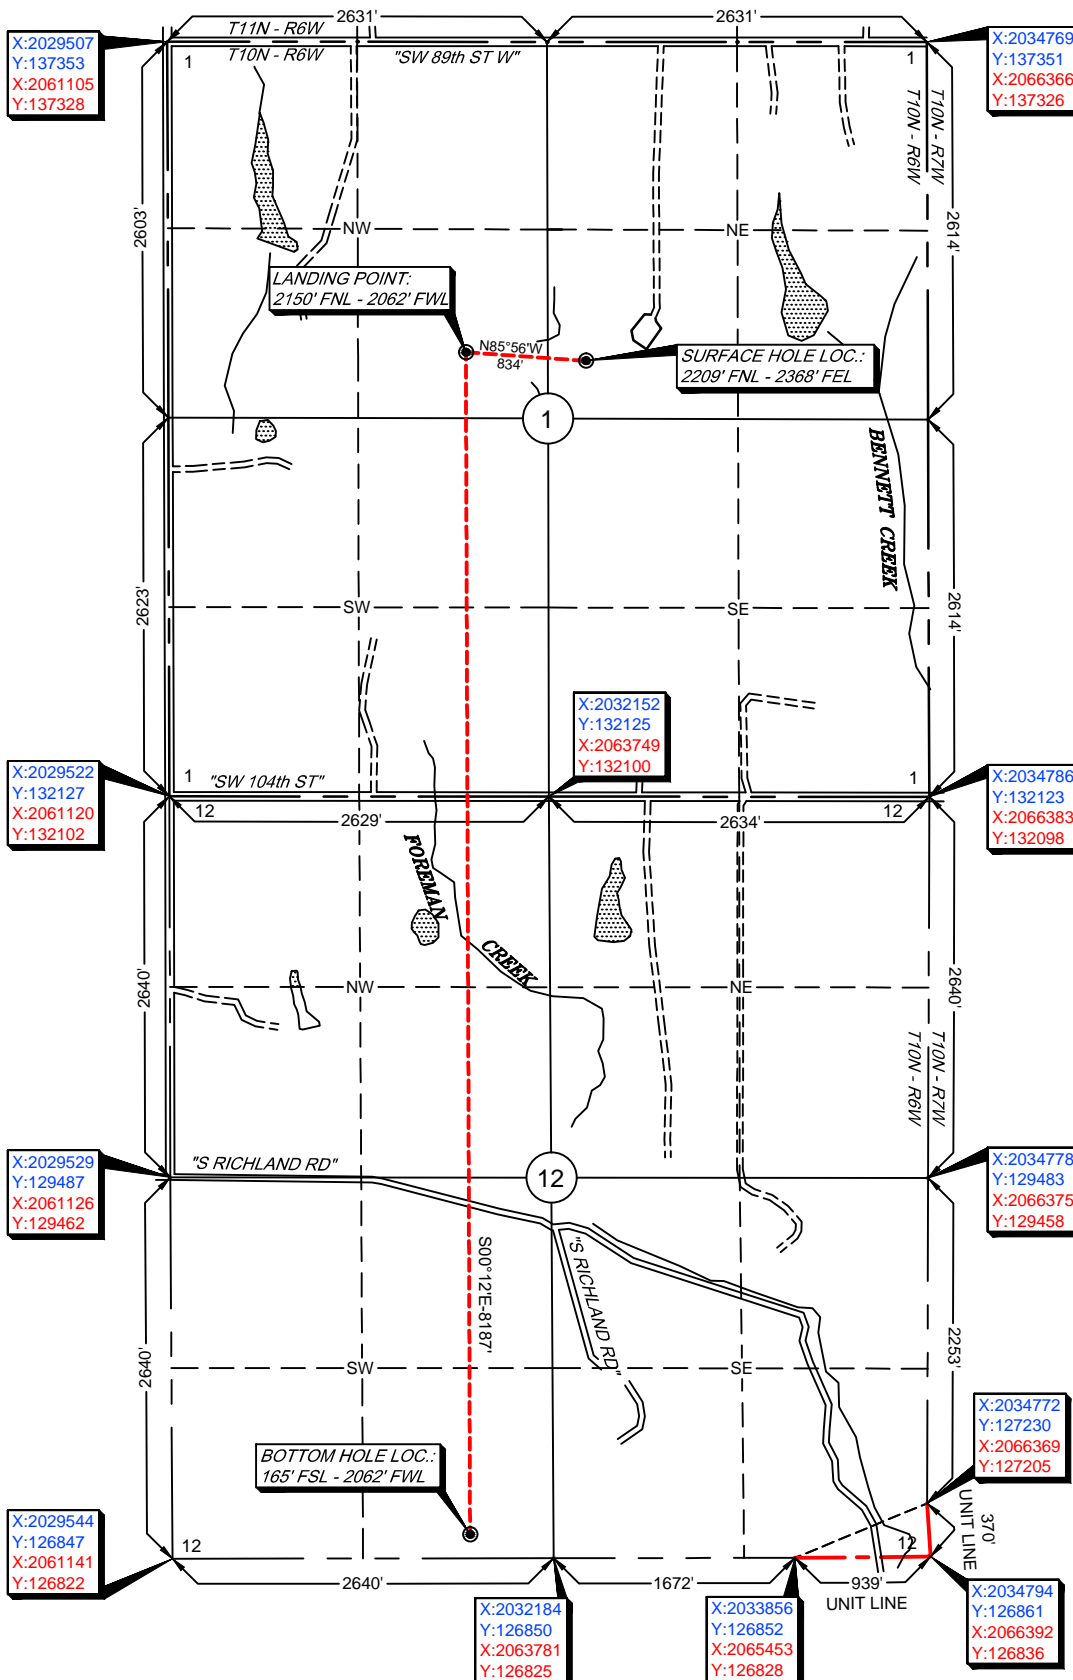 2631'
2631'
T11N - R6W
T10N - R6W
"SW 89th ST W"
X:2029507
Y:137353
X:2061105
Y:137328
X:2034769
Y:137351
X:2066366
Y:137326
1
1
T10N - R7W
T10N - R6W
2603'
2614'
NW
NE
LANDING POINT:
2150' FNL - 2062' FWL
N85°56'W
834'
SURFACE HOLE LOC.:
2209' FNL - 2368' FEL
1
BENNETT CREEK
2623'
2614'
SW
SE
X:2032152
Y:132125
X:2063749
Y:132100
X:2029522
Y:132127
X:2061120
Y:132102
1
"SW 104th ST"
1
X:2034786
Y:132123
X:2066383
Y:132098
12
2629'
2634'
12
FOREMAN
CREEK
2640'
2640'
NW
NE
T10N - R7W
T10N - R6W
X:2029529
Y:129487
X:2061126
Y:129462
"S RICHLAND RD"
12
X:2034778
Y:129483
X:2066375
Y:129458
S00°12'E-8187'
"S RICHLAND RD"
2640'
2253'
SW
SE
X:2034772
Y:127230
X:2066369
Y:127205
BOTTOM HOLE LOC.:
165' FSL - 2062' FWL
370'
UNIT LINE
X:2029544
Y:126847
X:2061141
Y:126822
12
12
2640'
1672'
939'
UNIT LINE
X:2032184
Y:126850
X:2063781
Y:126825
X:2033856
Y:126852
X:2065453
Y:126828
X:2034794
Y:126861
X:2066392
Y:126836